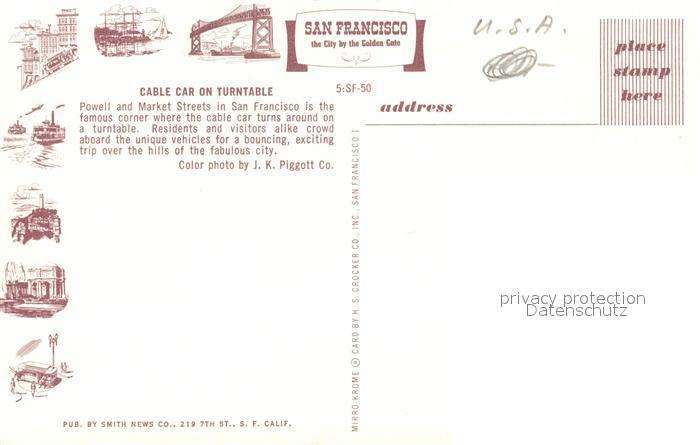 SAN FRANCISCO
the City by the Golden Gate
U.S.A.
place
stamp
here
CABLE CAR ON TURNTABLE
5:SF-50
Powell and Market Streets in San Francisco is the
famous corner where the cable car turns around on
a turntable. Residents and visitors alike crowd
aboard the unique vehicles for a bouncing, exciting
trip over the hills of the fabulous city.
Color photo by J. K. Piggott Co.
address
MIRRO-KROME ® CARD BY H. S. CROCKER CO., INC., SAN FRANCISCO 1
privacy protection
Datenschutz
PUB. BY SMITH NEWS CO., 219 7TH ST., S. F. CALIF.